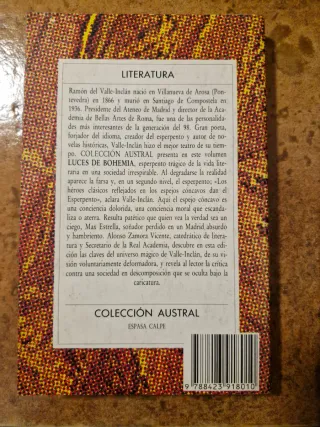 LITERATURA
Ramón del Valle-Inclán nació en Villanueva de Arosa (Pon-
tevedra) en 1866 y murió en Santiago de Compostela en
1936. Presidente del Ateneo de Madrid y director de la Aca-
demia de Bellas Artes de Roma, fue una de las personalida-
des más interesantes de la generación del 98. Gran poeta,
forjador del idioma, creador del esperpento y autor de no-
velas históricas, Valle-Inclán hizo el mejor teatro de su tiem-
po. COLECCIÓN AUSTRAL presenta en este volumen
LUCES DE BOHEMIA, esperpento trágico de la vida lite-
raria en una sociedad irrespirable. Al degradarse la realidad
aparece la farsa y, en un segundo nivel, el esperpento; «Los
héroes clásicos reflejados en los espejos cóncavos dan el
Esperpento», aclara Valle-Inclán. Aquí el espejo cóncavo es
una conciencia dolorida, una conciencia moral que escanda-
liza o aterra. Resulta patético que quien vea la verdad sea un
ciego, Max Estrella, soñador perdido en un Madrid absurdo
y hambriento. Alonso Zamora Vicente, catedrático de litera-
tura y Secretario de la Real Academia, descubre en esta edi-
ción las claves del universo mágico de Valle-Inclán, de su vi-
sión voluntariamente deformadora, y revela al lector la crítica
contra una sociedad en descomposición que se oculta bajo la
caricatura.
COLECCIÓN AUSTRAL
ESPASA CALPE
9 788423 918010